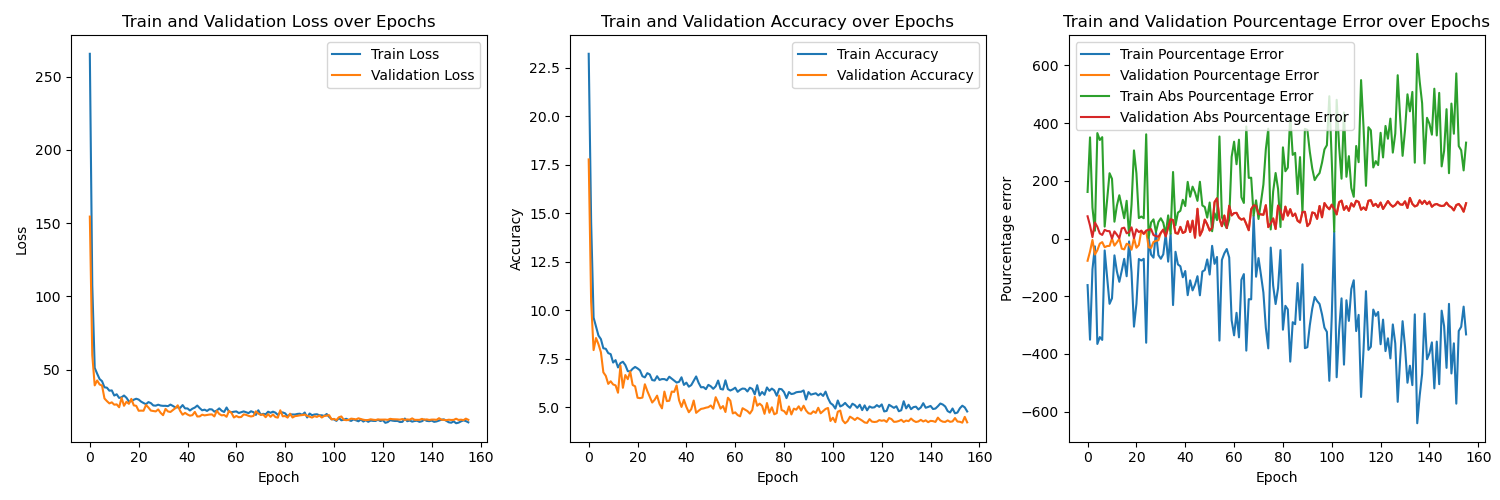 Train and Validation Loss over Epochs
Train Loss
Validation Loss
250
200
150
100
50
Loss
0 20 40 60 80 100 120 140 160
Epoch
Train and Validation Accuracy over Epochs
Train Accuracy
Validation Accuracy
22.5
20.0
17.5
15.0
12.5
10.0
7.5
5.0
Accuracy
0 20 40 60 80 100 120 140 160
Epoch
Train and Validation Pourcentage Error over Epochs
Train Pourcentage Error
Validation Pourcentage Error
Train Abs Pourcentage Error
Validation Abs Pourcentage Error
600
400
200
0
−200
−400
−600
Pourcentage error
0 20 40 60 80 100 120 140 160
Epoch